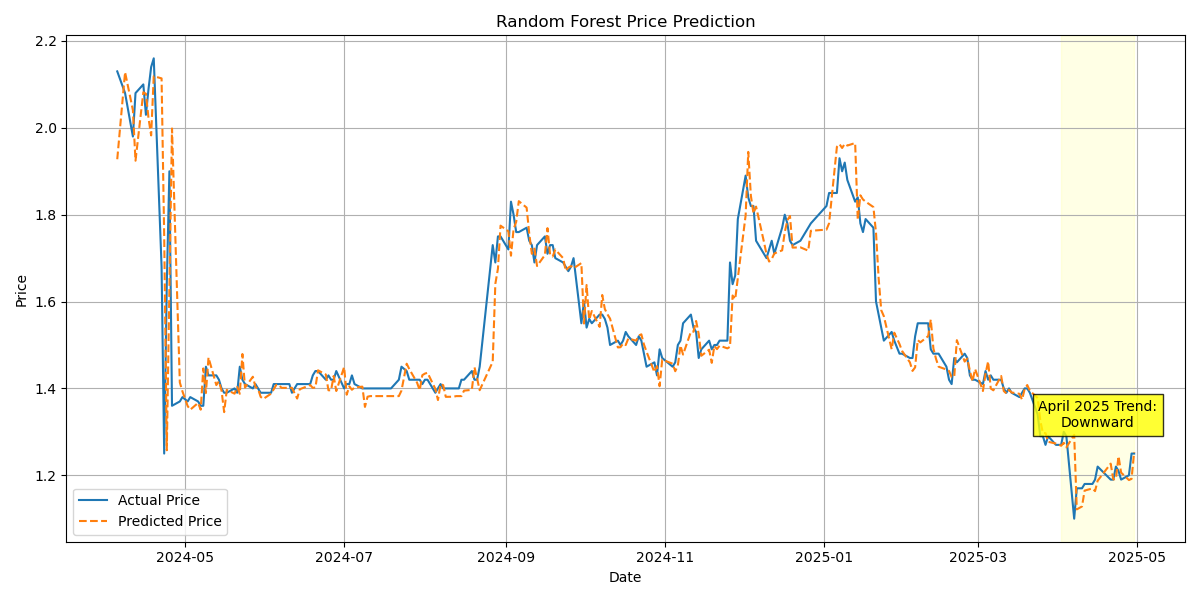 Random Forest Price Prediction
2.2
2.0
1.8
1.6
1.4
1.2
Price
April 2025 Trend:
Downward
Actual Price
Predicted Price
2024-05
2024-07
2024-09
2024-11
2025-01
2025-03
2025-05
Date